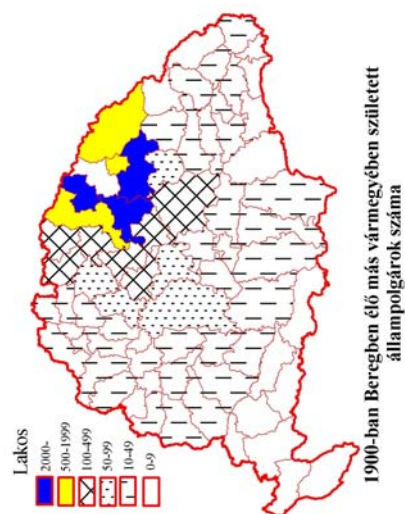 Lakos
2000-
500-1999
100-499
50-99
10-49
0-9
1900-ban Beregben élő más vármegyében született
állampolgárok száma